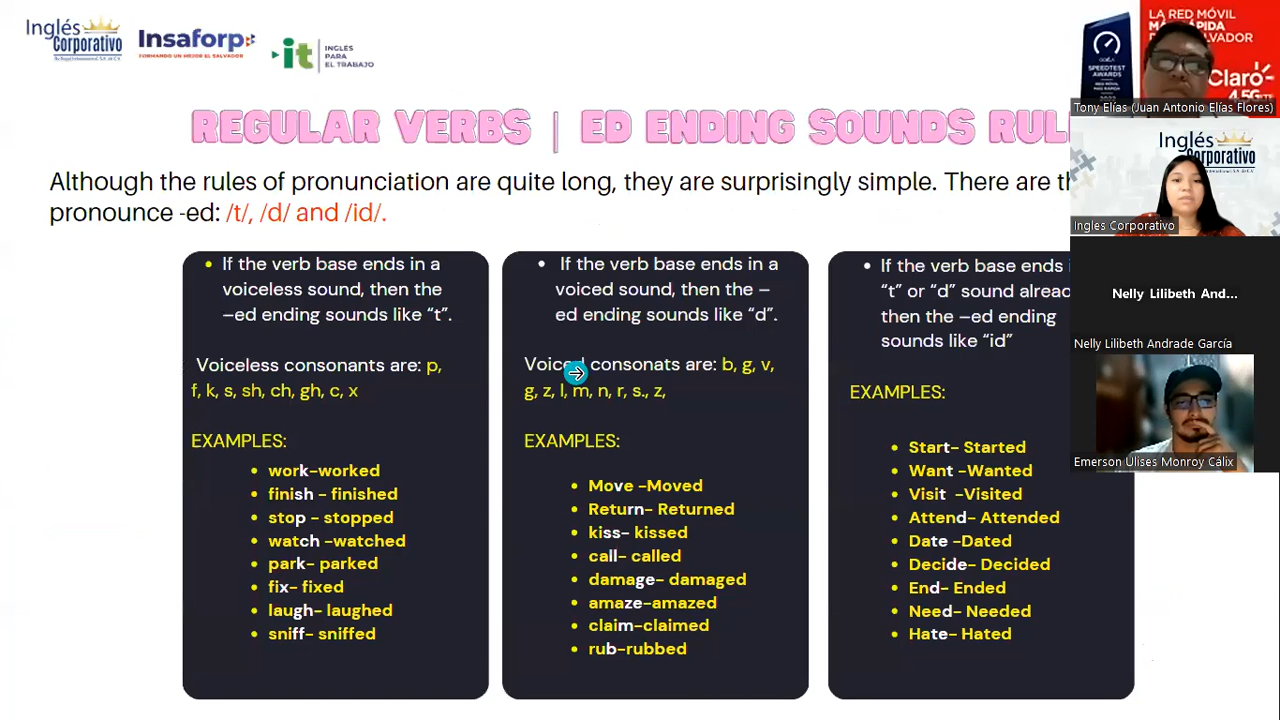 Inglés
Corporativo
Insaforp
FORMANDO UN MEJOR EL SALVADOR
it
INGLÉS
PARA
EL TRABAJO
REGULAR VERBS | ED ENDING SOUNDS RUL
Although the rules of pronunciation are quite long, they are surprisingly simple. There are th
pronounce -ed: /t/, /d/ and /id/.
• If the verb base ends in a
voiceless sound, then the
–ed ending sounds like “t”.
Voiceless consonants are: p,
f, k, s, sh, ch, gh, c, x
EXAMPLES:
• work-worked
• finish - finished
• stop - stopped
• watch -watched
• park- parked
• fix- fixed
• laugh- laughed
• sniff- sniffed
• If the verb base ends in a
voiced sound, then the –
ed ending sounds like “d”.
Voiced consonats are: b, g, v,
g, z, l, m, n, r, s., z,
EXAMPLES:
• Move -Moved
• Return- Returned
• kiss- kissed
• call- called
• damage- damaged
• amaze-amazed
• claim-claimed
• rub-rubbed
• If the verb base ends i
“t” or “d” sound alread
then the –ed ending
sounds like “id”
EXAMPLES:
• Start- Started
• Want -Wanted
• Visit -Visited
• Attend- Attended
• Date -Dated
• Decide- Decided
• End- Ended
• Need- Needed
• Hate- Hated
LA RED MÓVIL
SPEEDTEST
AWARDS
Claro
4.5G
Tony Elías (Juan Antonio Elías Flores)
Inglés
Corporativo
Ingles Corporativo
Nelly Lilibeth And...
Nelly Lilibeth Andrade García
Emerson Ulises Monroy Cálix